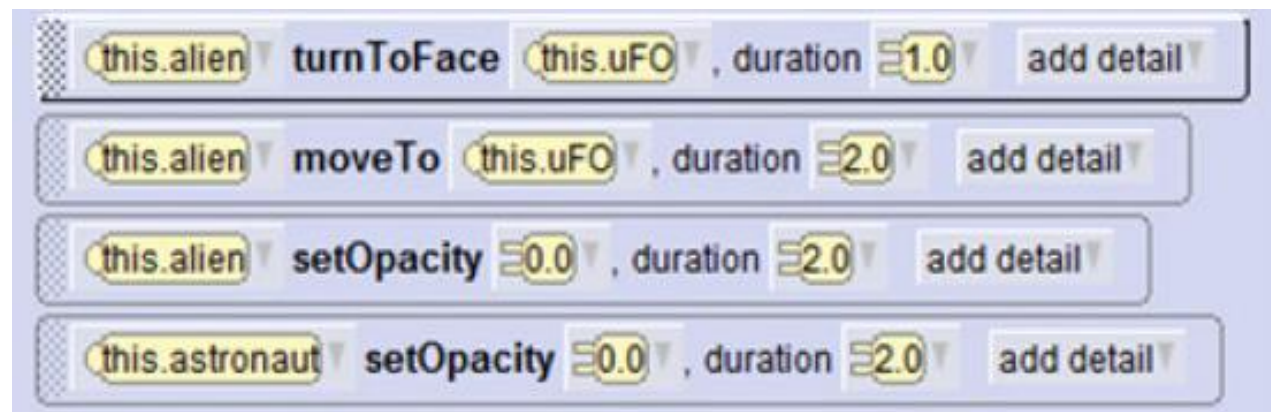 this.alien turnToFace this.uFO , duration 1.0 add detail
this.alien moveTo this.uFO , duration 2.0 add detail
this.alien setOpacity 0.0 , duration 2.0 add detail
this.astronaut setOpacity 0.0 , duration 2.0 add detail